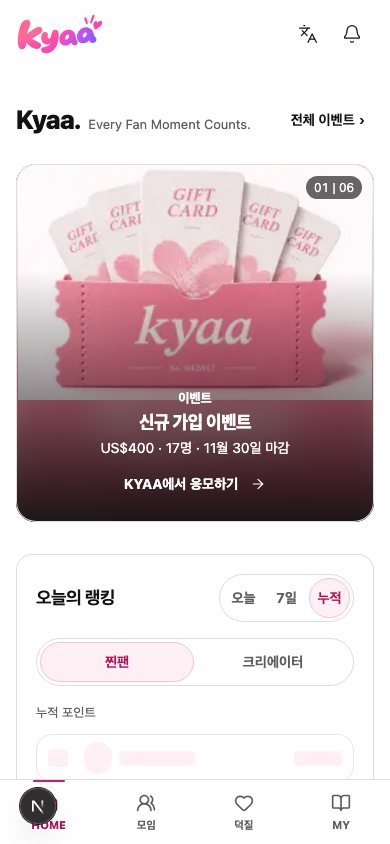 kyaa
Kyaa. Every Fan Moment Counts.
전체 이벤트 ›
01 | 06
GIFT CARD
GIFT CARD
GIFT CARD
GIFT CARD
GIFT CARD
kyaa
No. 042817
이벤트
신규 가입 이벤트
US$400 · 17명 · 11월 30일 마감
KYAA에서 응모하기 →
오늘의 랭킹
오늘 7일 누적
찐팬 크리에이터
누적 포인트
N
HOME 모임 덕질 MY